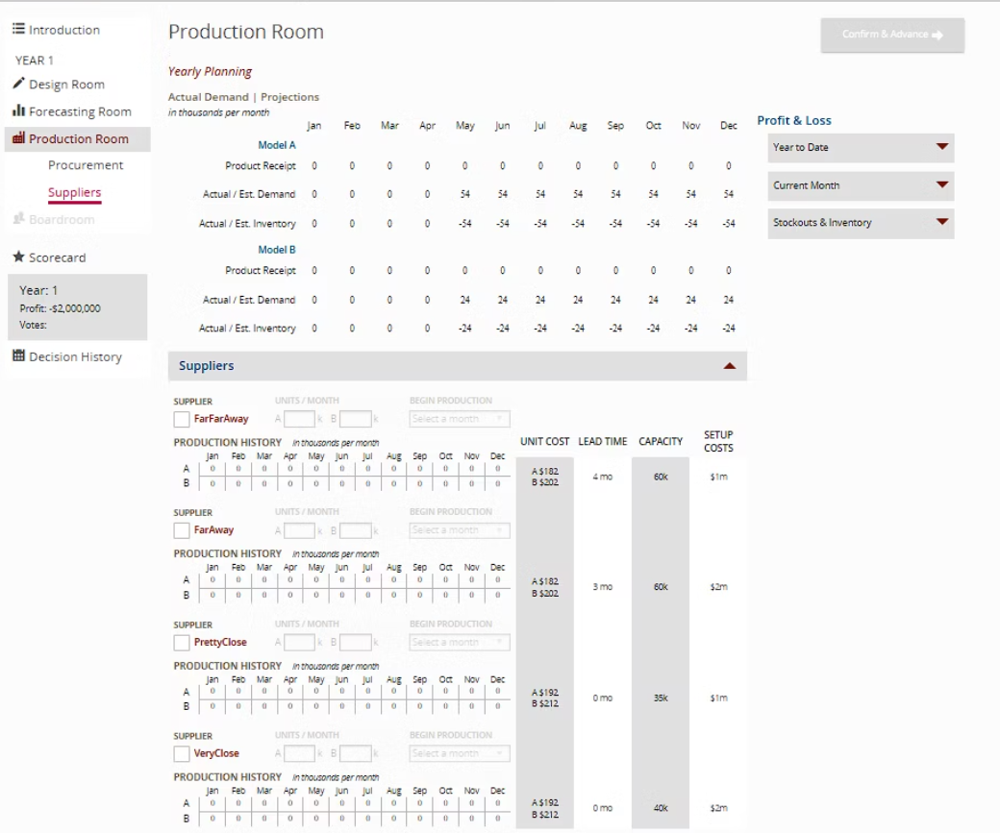 Introduction
YEAR 1
Design Room
Forecasting Room
Production Room
Procurement
Suppliers
Boardroom
Scorecard
Year: 1
Profit: -$2,000,000
Votes:
Decision History
Production Room
Confirm & Advance
Yearly Planning
Actual Demand | Projections
in thousands per month
Jan Feb Mar Apr May Jun Jul Aug Sep Oct Nov Dec
Model A
Product Receipt 0 0 0 0 0 0 0 0 0 0 0 0
Actual / Est. Demand 0 0 0 0 54 54 54 54 54 54 54 54
Actual / Est. Inventory 0 0 0 0 -54 -54 -54 -54 -54 -54 -54 -54
Model B
Product Receipt 0 0 0 0 0 0 0 0 0 0 0 0
Actual / Est. Demand 0 0 0 0 24 24 24 24 24 24 24 24
Actual / Est. Inventory 0 0 0 0 -24 -24 -24 -24 -24 -24 -24 -24
Profit & Loss
Year to Date
Current Month
Stockouts & Inventory
Suppliers
UNIT COST LEAD TIME CAPACITY SETUP COSTS
SUPPLIER UNITS / MONTH BEGIN PRODUCTION
FarFarAway A k B k Select a month
PRODUCTION HISTORY in thousands per month
Jan Feb Mar Apr May Jun Jul Aug Sep Oct Nov Dec
A 0 0 0 0 0 0 0 0 0 0 0 0
B 0 0 0 0 0 0 0 0 0 0 0 0
A $182
B $202 4 mo 60k $1m
SUPPLIER UNITS / MONTH BEGIN PRODUCTION
FarAway A k B k Select a month
PRODUCTION HISTORY in thousands per month
Jan Feb Mar Apr May Jun Jul Aug Sep Oct Nov Dec
A 0 0 0 0 0 0 0 0 0 0 0 0
B 0 0 0 0 0 0 0 0 0 0 0 0
A $182
B $202 3 mo 60k $2m
SUPPLIER UNITS / MONTH BEGIN PRODUCTION
PrettyClose A k B k Select a month
PRODUCTION HISTORY in thousands per month
Jan Feb Mar Apr May Jun Jul Aug Sep Oct Nov Dec
A 0 0 0 0 0 0 0 0 0 0 0 0
B 0 0 0 0 0 0 0 0 0 0 0 0
A $192
B $212 0 mo 35k $1m
SUPPLIER UNITS / MONTH BEGIN PRODUCTION
VeryClose A k B k Select a month
PRODUCTION HISTORY in thousands per month
Jan Feb Mar Apr May Jun Jul Aug Sep Oct Nov Dec
A 0 0 0 0 0 0 0 0 0 0 0 0
B 0 0 0 0 0 0 0 0 0 0 0 0
A $192
B $212 0 mo 40k $2m